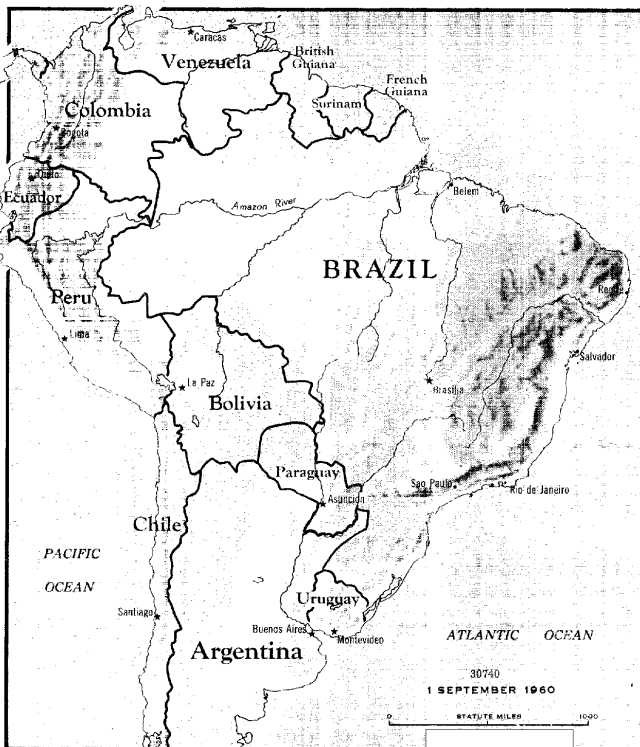 Caracas
Venezuela
British
Guiana
Surinam
French
Guiana
Colombia
Bogota
Quito
Ecuador
Amazon River
Belem
BRAZIL
Peru
Lima
Recife
Salvador
La Paz
Brasilia
Bolivia
Paraguay
Asunción
Sao Paulo
Rio de Janeiro
Chile
PACIFIC
OCEAN
Santiago
Uruguay
Buenos Aires
Montevideo
Argentina
ATLANTIC OCEAN
30740
1 SEPTEMBER 1960
0 STATUTE MILES 1000